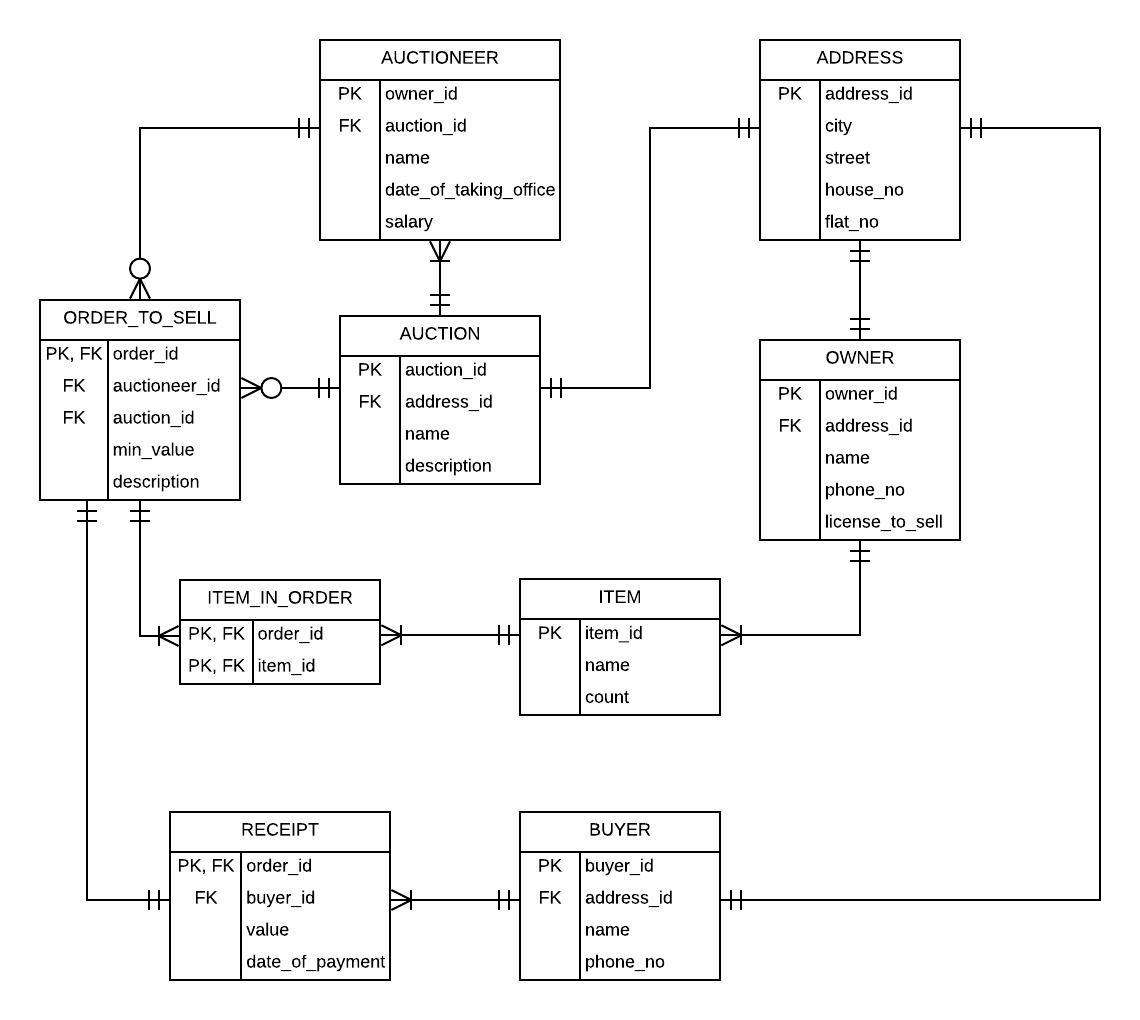 AUCTIONEER
PK owner_id
FK auction_id
name
date_of_taking_office
salary
ADDRESS
PK address_id
city
street
house_no
flat_no
ORDER_TO_SELL
PK, FK order_id
FK auctioneer_id
FK auction_id
min_value
description
AUCTION
PK auction_id
FK address_id
name
description
OWNER
PK owner_id
FK address_id
name
phone_no
license_to_sell
ITEM_IN_ORDER
PK, FK order_id
PK, FK item_id
ITEM
PK item_id
name
count
RECEIPT
PK, FK order_id
FK buyer_id
value
date_of_payment
BUYER
PK buyer_id
FK address_id
name
phone_no